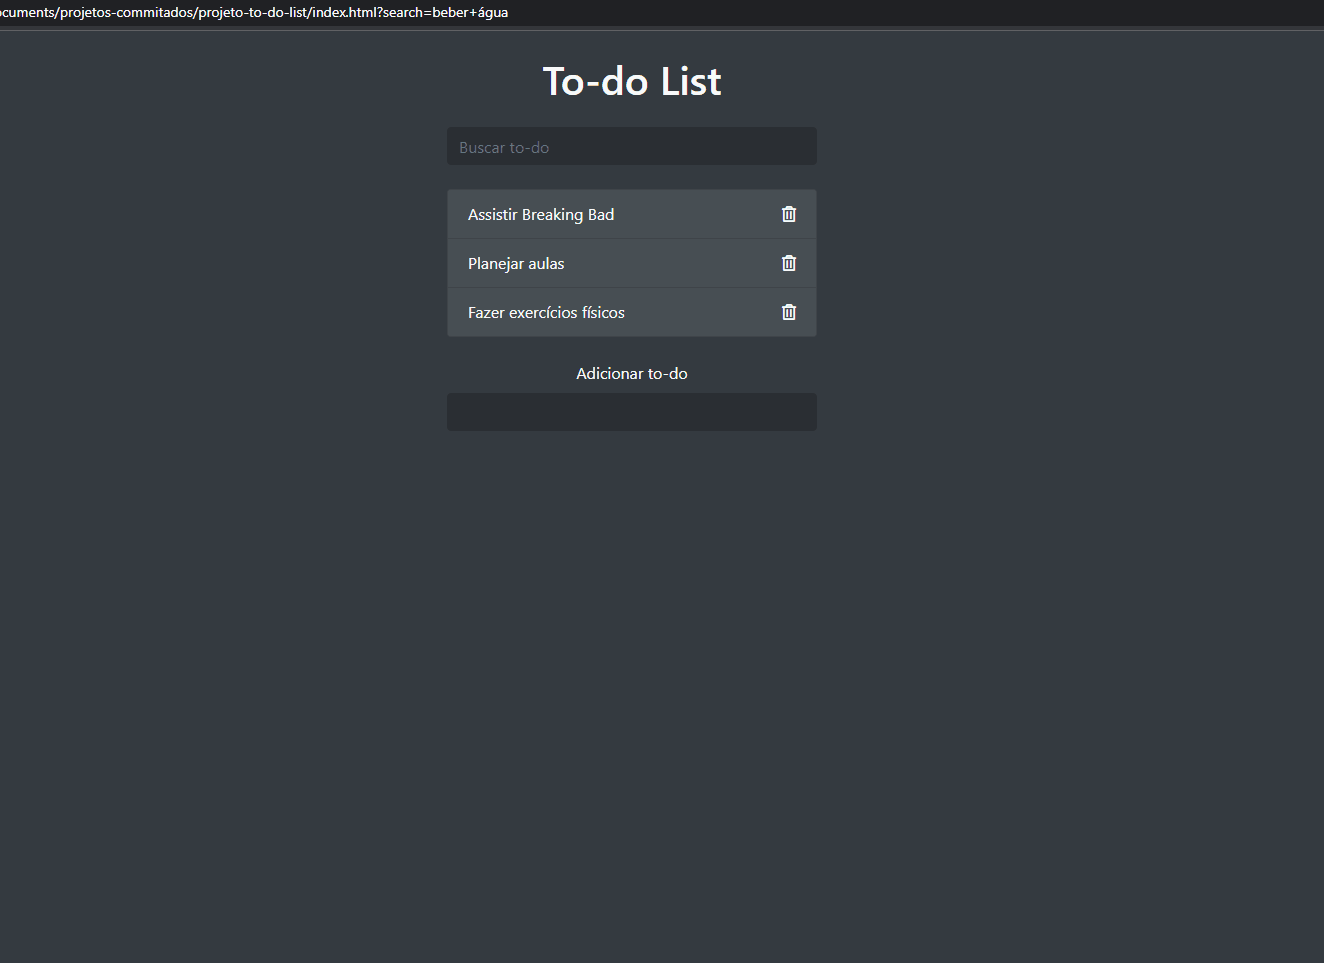 ocuments/projetos-commitados/projeto-to-do-list/index.html?search=beber+água
To-do List
Buscar to-do
Assistir Breaking Bad
Planejar aulas
Fazer exercícios físicos
Adicionar to-do